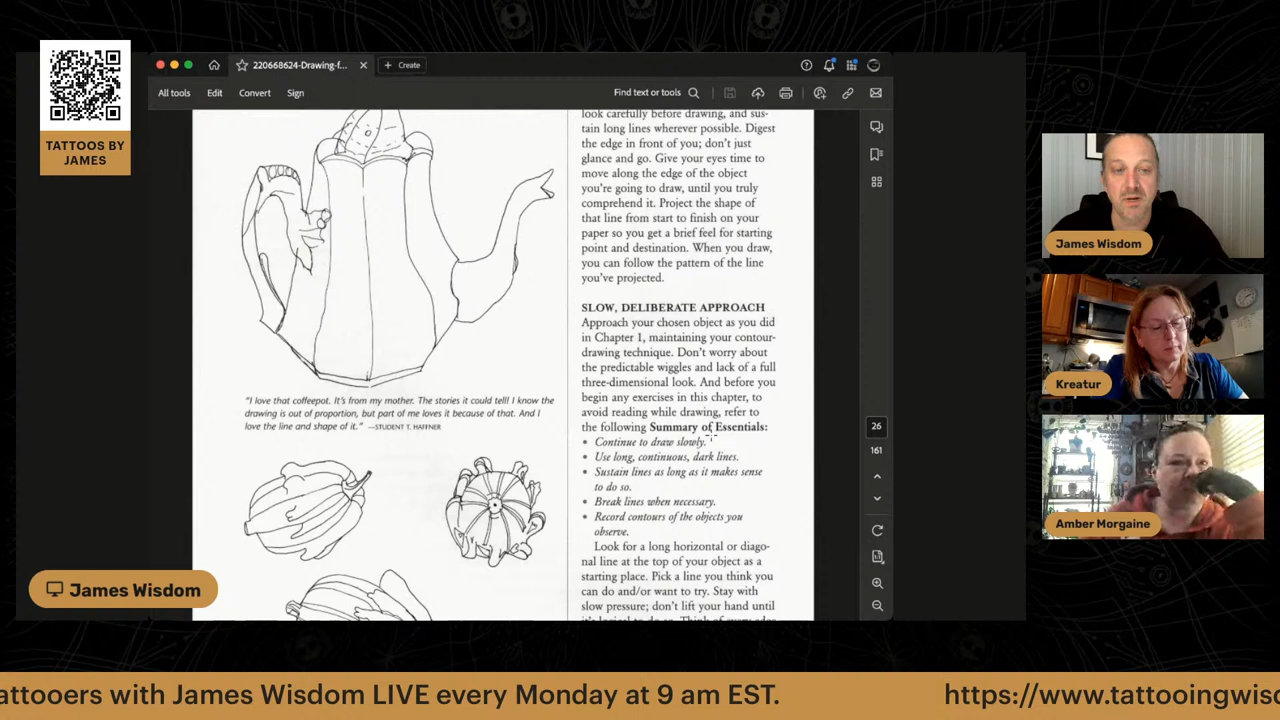 TATTOOS BY
JAMES
220668624-Drawing-f...
Create
All tools
Edit
Convert
Sign
Find text or tools
look carefully before drawing, and sus-
tain long lines wherever possible. Digest
the edge in front of you; don't just
glance and go. Give your eyes time to
move along the edge of the object
you're going to draw, until you truly
comprehend it. Project the shape of
that line from start to finish on your
paper so you get a brief feel for starting
point and destination. When you draw,
you can follow the pattern of the line
you've projected.
SLOW, DELIBERATE APPROACH
Approach your chosen object as you did
in Chapter 1, maintaining your contour-
drawing technique. Don't worry about
the predictable wiggles and lack of a full
three-dimensional look. And before you
begin any exercises in this chapter, to
avoid reading while drawing, refer to
the following Summary of Essentials:
• Continue to draw slowly.
• Use long, continuous, dark lines.
• Sustain lines as long as it makes sense
to do so.
• Break lines when necessary.
• Record contours of the objects you
observe.
Look for a long horizontal or diago-
nal line at the top of your object as a
starting place. Pick a line you think you
can do and/or want to try. Stay with
slow pressure; don't lift your hand until
it's logical to do so. Think of every edge
"I love that coffeepot. It's from my mother. The stories it could tell! I know the
drawing is out of proportion, but part of me loves it because of that. And I
love the line and shape of it." —STUDENT T. HAFFNER
26
161
James Wisdom
Kreatur
Amber Morgaine
James Wisdom
attooers with James Wisdom LIVE every Monday at 9 am EST.
https://www.tattooingwisd